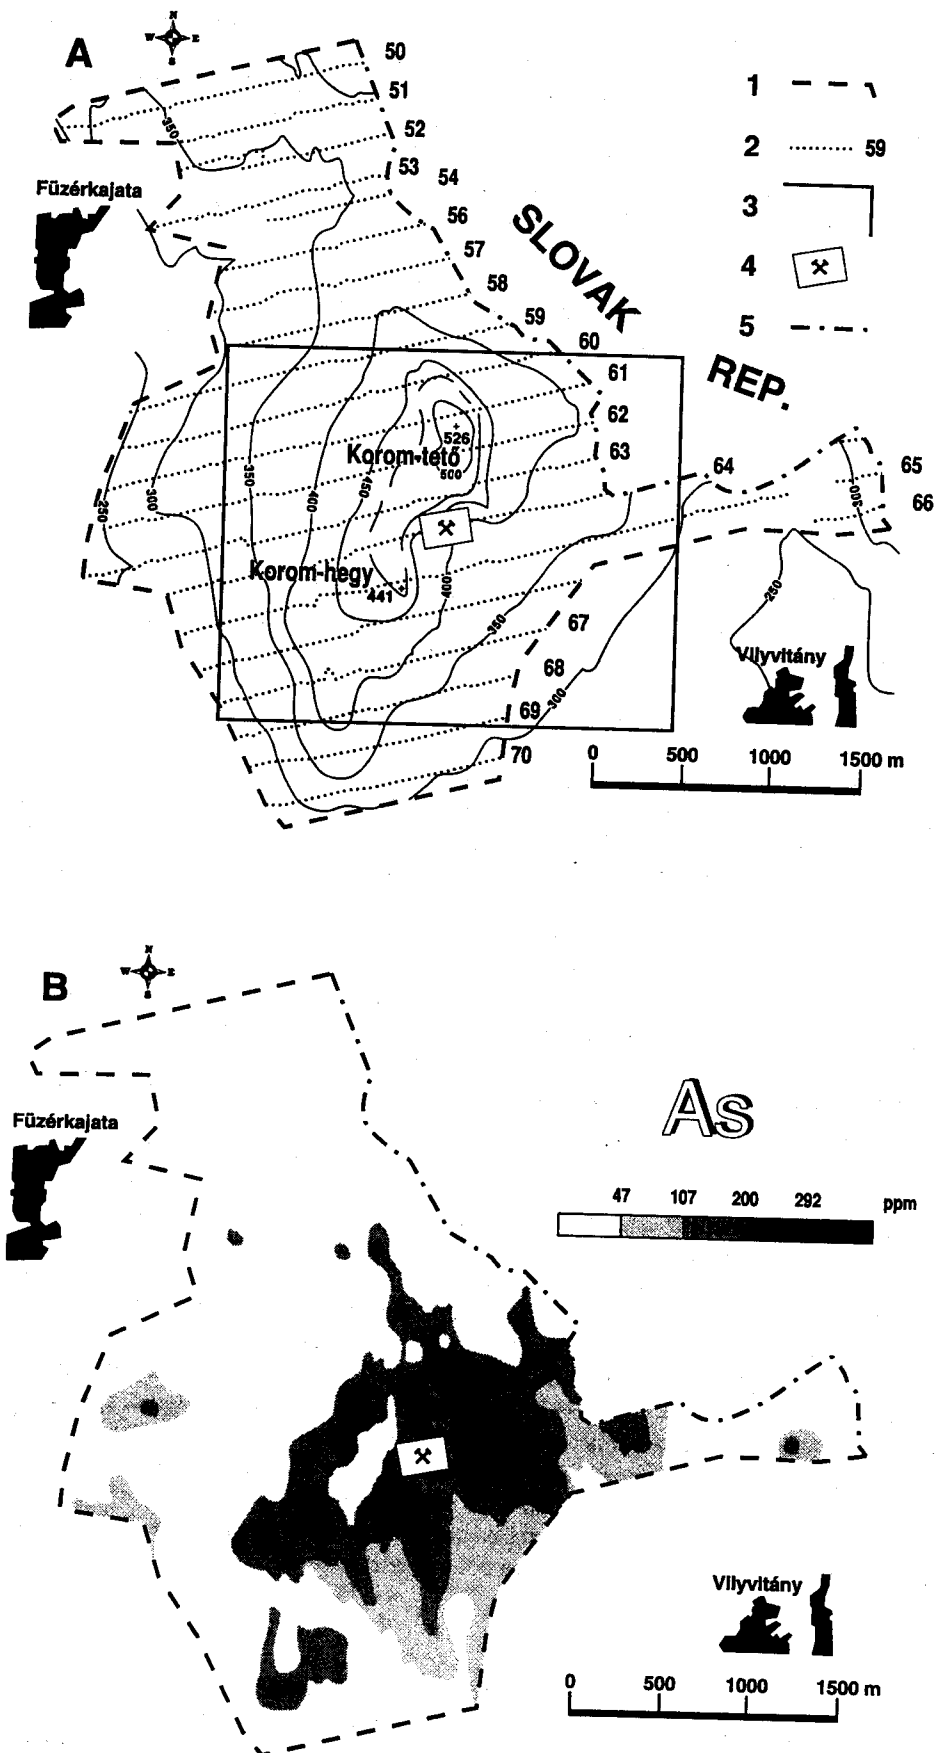 A
N
W E
S
50
51
52
53
54
56
57
58
59
60
61
62
63
64
65
66
67
68
69
70
1
2 59
3
4
5
350
Füzérkajata
SLOVAK
REP.
526
Korom-tető
500
450
400
350
300
250
Korom-hegy
441
400
350
300
300
250
Vilyvitány
0 500 1000 1500 m
B
N
W E
S
Füzérkajata
As
47 107 200 292 ppm
Vilyvitány
0 500 1000 1500 m